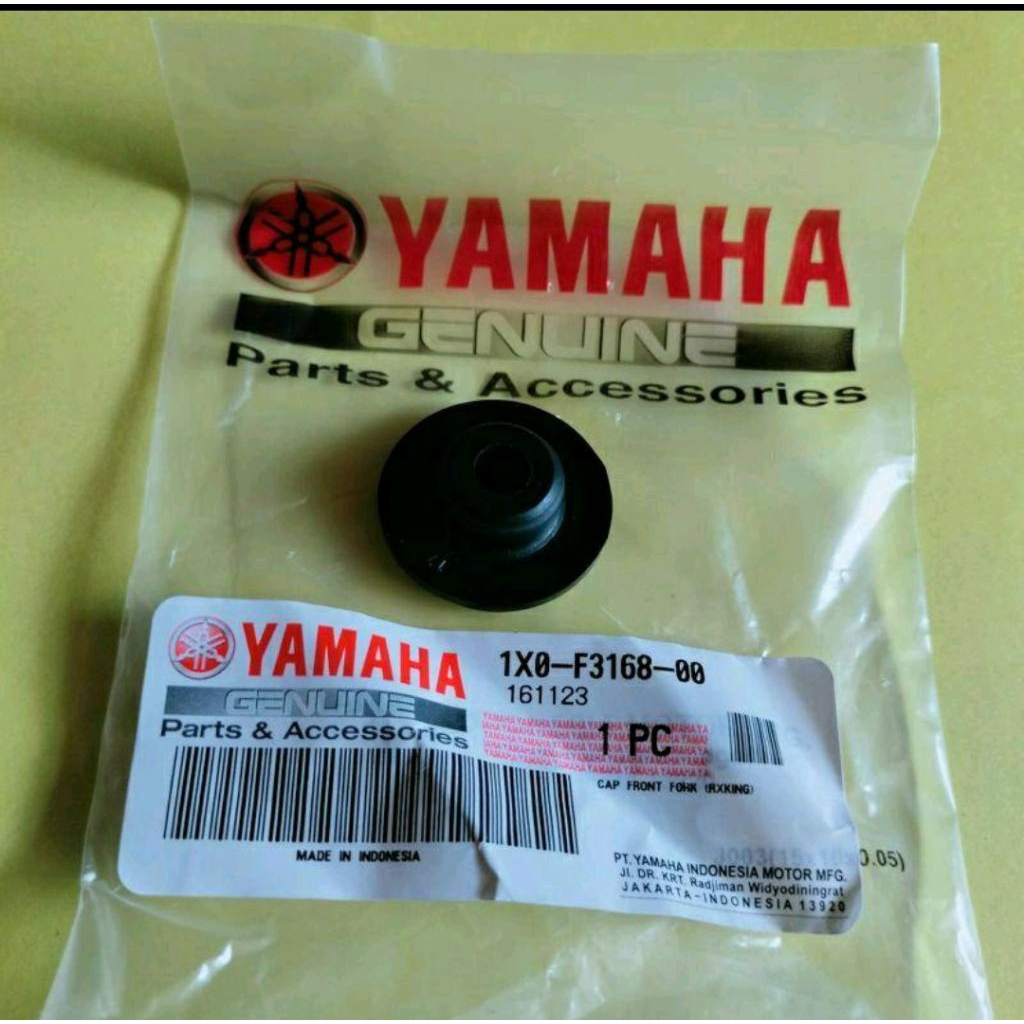 YAMAHA
GENUINE
Parts & Accessories
YAMAHA
GENUINE
Parts & Accessories
1X0-F3168-00
161123
1 PC
CAP FRONT FORK (RXKING)
MADE IN INDONESIA
PT. YAMAHA INDONESIA MOTOR MFG.
Jl. DR. KRT. Radjiman Widyodiningrat
JAKARTA-INDONESIA 13920